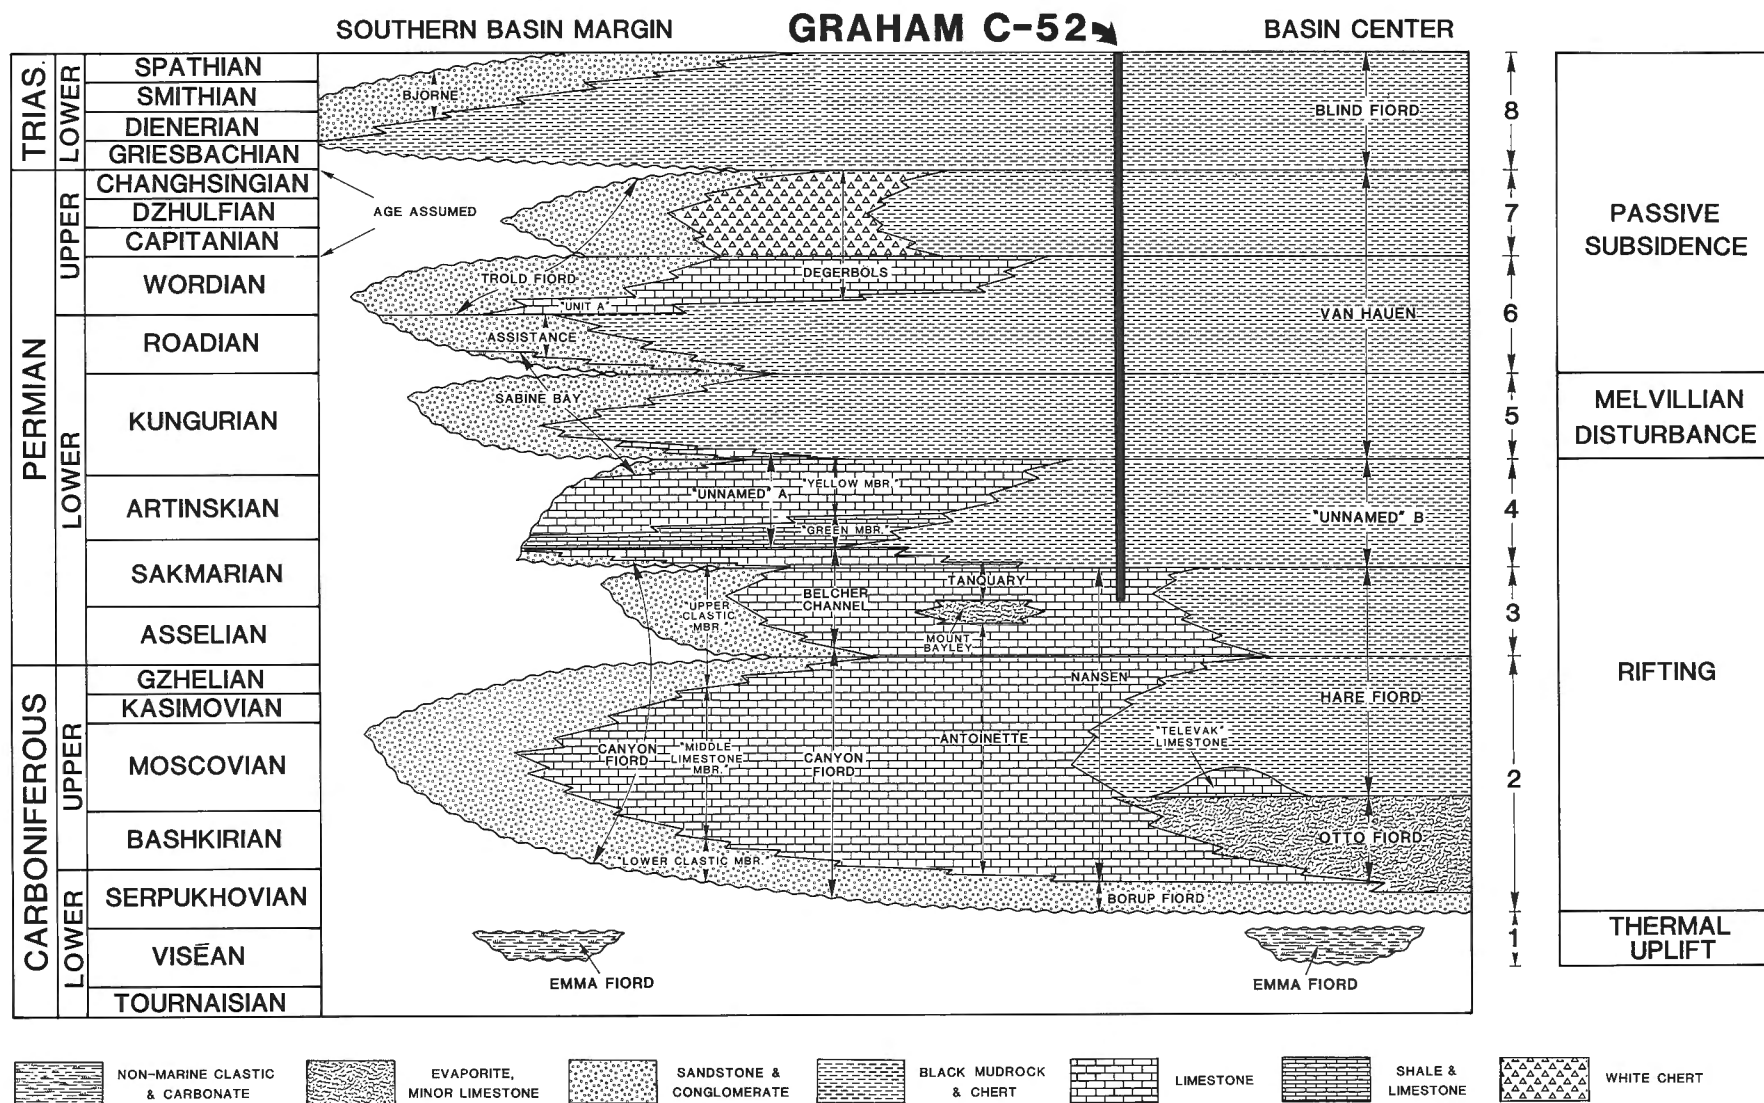 SOUTHERN BASIN MARGIN
GRAHAM C-52
BASIN CENTER
TRIAS.
LOWER
SPATHIAN
SMITHIAN
DIENERIAN
GRIESBACHIAN
PERMIAN
UPPER
CHANGHSINGIAN
DZHULFIAN
CAPITANIAN
WORDIAN
LOWER
ROADIAN
KUNGURIAN
ARTINSKIAN
SAKMARIAN
ASSELIAN
CARBONIFEROUS
UPPER
GZHELIAN
KASIMOVIAN
MOSCOVIAN
BASHKIRIAN
LOWER
SERPUKHOVIAN
VISĒAN
TOURNAISIAN
BJORNE
BLIND FIORD
AGE ASSUMED
TROLD FIORD
DEGERBOLS
"UNIT A"
VAN HAUEN
ASSISTANCE
SABINE BAY
"UNNAMED" A
"YELLOW MBR."
"GREEN MBR."
"UNNAMED" B
TANQUARY
BELCHER
CHANNEL
"UPPER
CLASTIC
MBR."
MOUNT
BAYLEY
NANSEN
HARE FIORD
"TELEVAK"
LIMESTONE
CANYON
FIORD
"MIDDLE
LIMESTONE
MBR."
CANYON
FIORD
ANTOINETTE
OTTO FIORD
"LOWER CLASTIC MBR."
BORUP FIORD
EMMA FIORD
EMMA FIORD
8
7
6
5
4
3
2
1
PASSIVE
SUBSIDENCE
MELVILLIAN
DISTURBANCE
RIFTING
THERMAL
UPLIFT
NON-MARINE CLASTIC
& CARBONATE
EVAPORITE,
MINOR LIMESTONE
SANDSTONE &
CONGLOMERATE
BLACK MUDROCK
& CHERT
LIMESTONE
SHALE &
LIMESTONE
WHITE CHERT